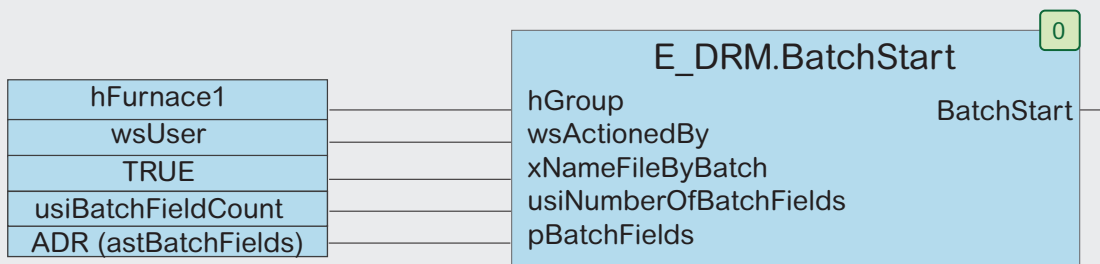 0
E_DRM.BatchStart
hFurnace1
hGroup
BatchStart
wsUser
wsActionedBy
TRUE
xNameFileByBatch
usiBatchFieldCount
usiNumberOfBatchFields
ADR (astBatchFields)
pBatchFields